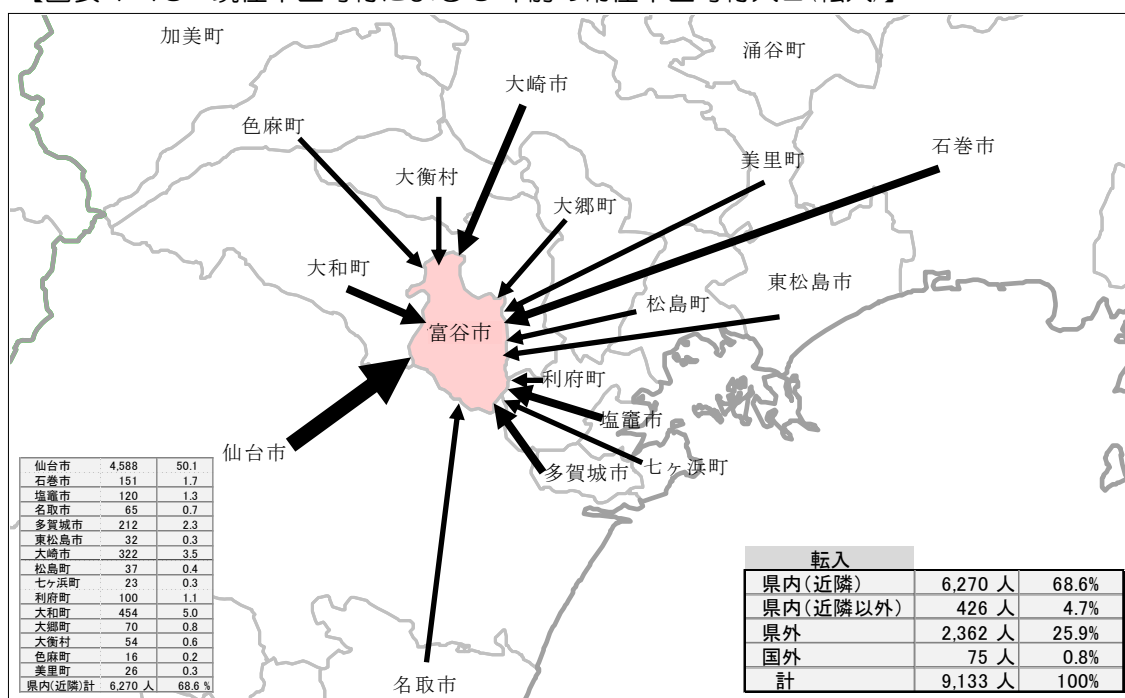 加美町
涌谷町
大崎市
色麻町
石巻市
美里町
大衡村
大郷町
大和町
東松島市
松島町
富谷市
利府町
塩竈市
仙台市
多賀城市
七ヶ浜町
名取市
仙台市 4,588 50.1
石巻市 151 1.7
塩竈市 120 1.3
名取市 65 0.7
多賀城市 212 2.3
東松島市 32 0.3
大崎市 322 3.5
松島町 37 0.4
七ヶ浜町 23 0.3
利府町 100 1.1
大和町 454 5.0
大郷町 70 0.8
大衡村 54 0.6
色麻町 16 0.2
美里町 26 0.3
県内(近隣)計 6,270 人 68.6 %
転入
県内(近隣) 6,270 人 68.6%
県内(近隣以外) 426 人 4.7%
県外 2,362 人 25.9%
国外 75 人 0.8%
計 9,133 人 100%